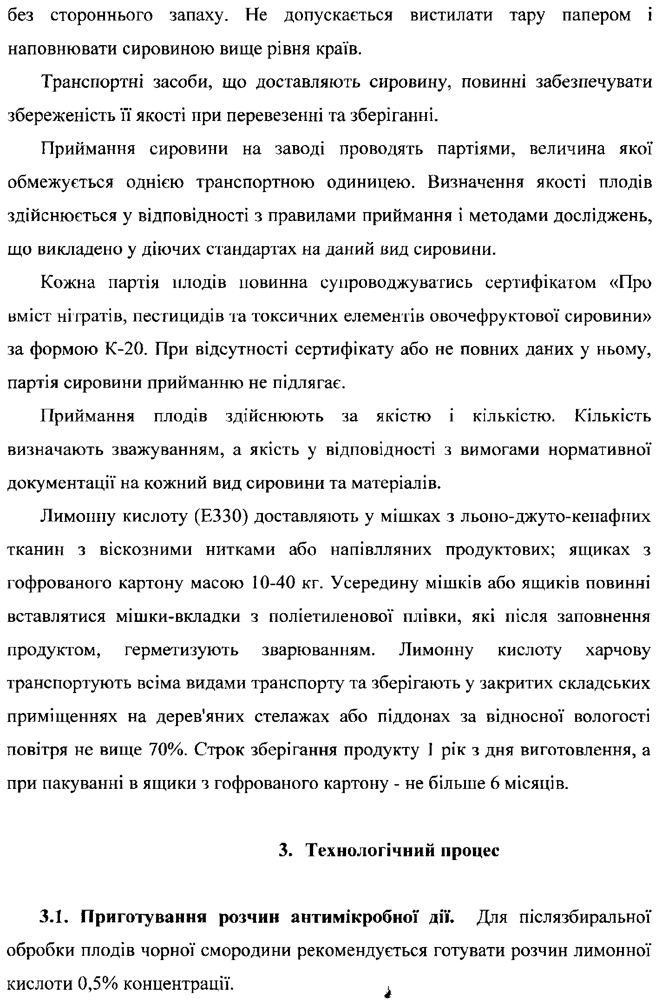 без стороннього запаху. Не допускається вистилати тару папером і
наповнювати сировиною вище рівня країв.
Транспортні засоби, що доставляють сировину, повинні забезпечувати
збереженість її якості при перевезенні та зберіганні.
Приймання сировини на заводі проводять партіями, величина якої
обмежується однією транспортною одиницею. Визначення якості плодів
здійснюється у відповідності з правилами приймання і методами досліджень,
що викладено у діючих стандартах на даний вид сировини.
Кожна партія плодів повинна супроводжуватись сертифікатом «Про
вміст нітратів, пестицидів та токсичних елементів овочефруктової сировини»
за формою К-20. При відсутності сертифікату або не повних даних у ньому,
партія сировини прийманню не підлягає.
Приймання плодів здійснюють за якістю і кількістю. Кількість
визначають зважуванням, а якість у відповідності з вимогами нормативної
документації на кожний вид сировини та матеріалів.
Лимонну кислоту (Е330) доставляють у мішках з льоно-джуто-кенафних
тканин з віскозними нитками або напівлляних продуктових; ящиках з
гофрованого картону масою 10-40 кг. Усередину мішків або ящиків повинні
вставлятися мішки-вкладки з поліетиленової плівки, які після заповнення
продуктом, герметизують зварюванням. Лимонну кислоту харчову
транспортують всіма видами транспорту та зберігають у закритих складських
приміщеннях на дерев'яних стелажах або піддонах за відносної вологості
повітря не вище 70%. Строк зберігання продукту 1 рік з дня виготовлення, а
при пакуванні в ящики з гофрованого картону - не більше 6 місяців.
3. Технологічний процес
3.1. Приготування розчин антимікробної дії. Для післязбиральної
обробки плодів чорної смородини рекомендується готувати розчин лимонної
кислоти 0,5% концентрації.